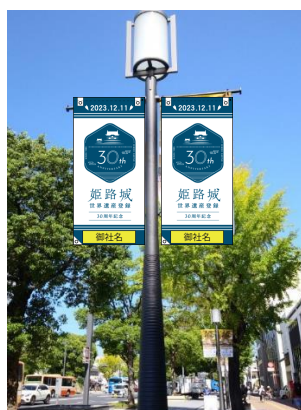 2023.12.11
30th
姫路城
世界遺産登録
30周年記念
御社名
2023.12.11
30th
姫路城
世界遺産登録
30周年記念
御社名